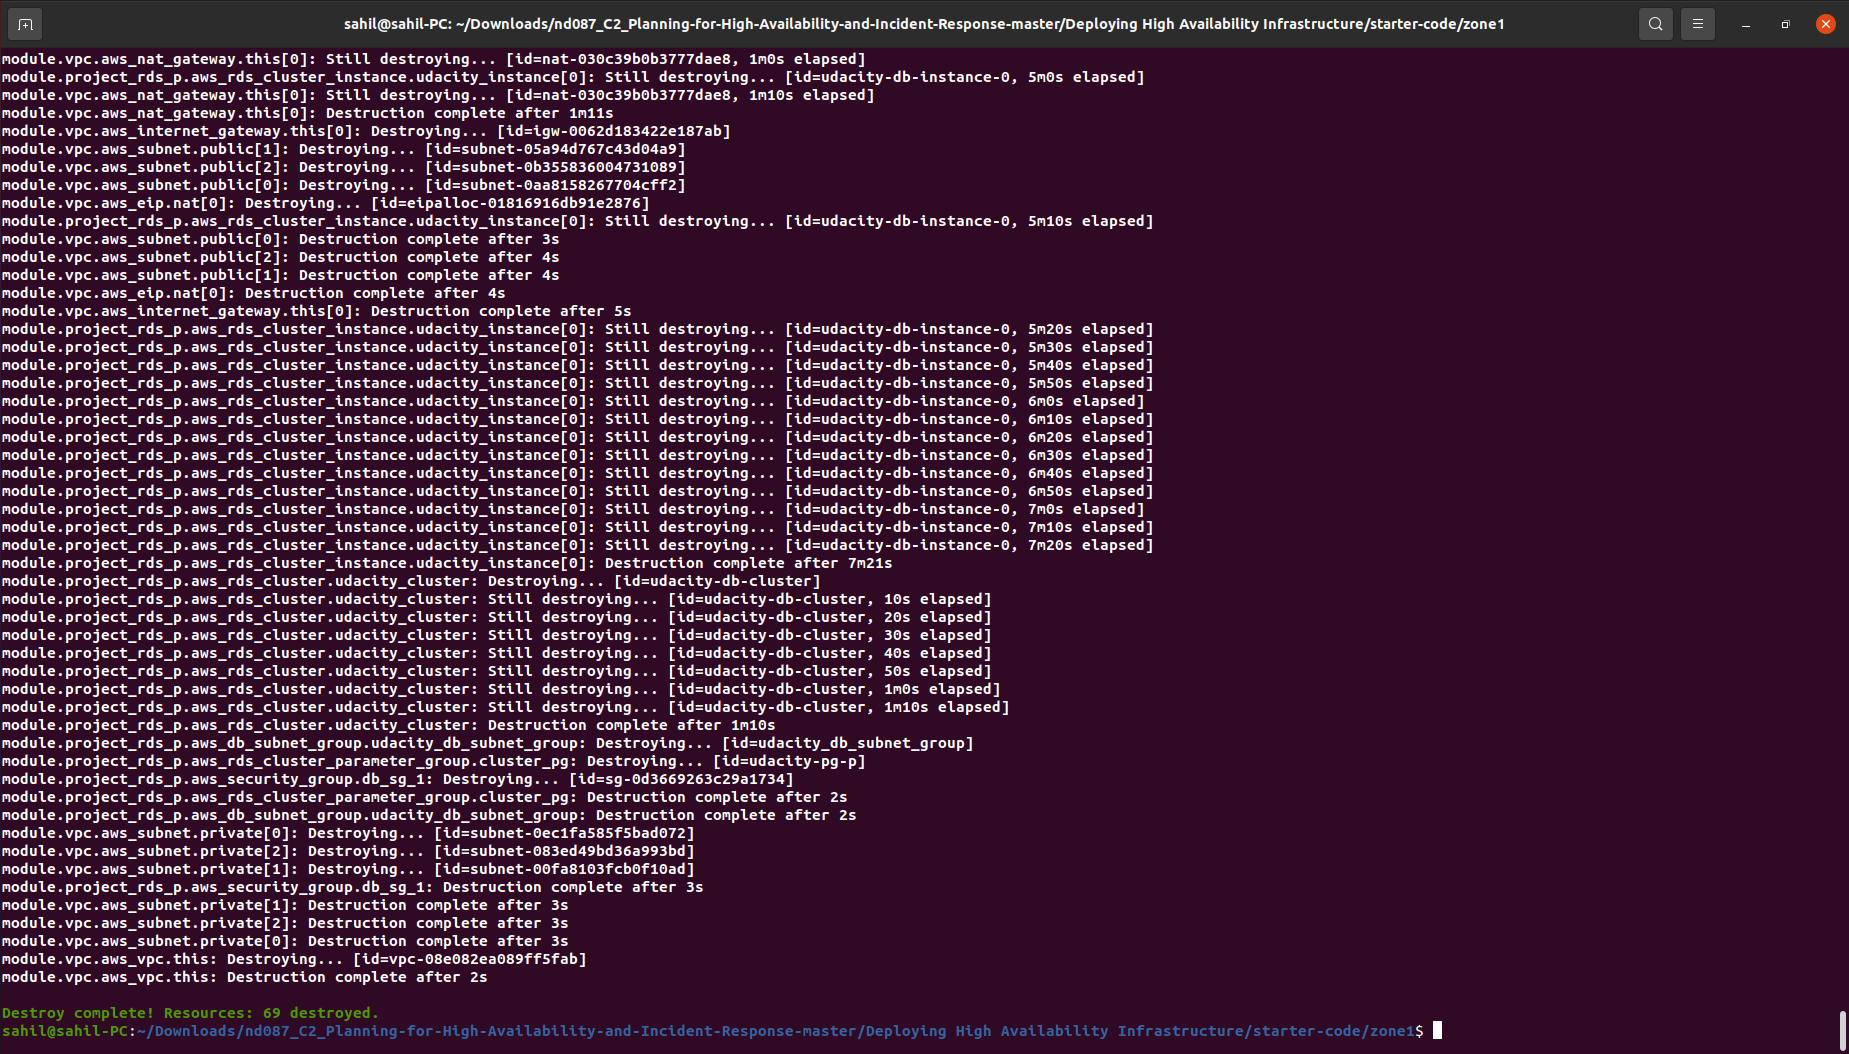 sahil@sahil-PC: ~/Downloads/nd087_C2_Planning-for-High-Availability-and-Incident-Response-master/Deploying High Availability Infrastructure/starter-code/zone1
module.vpc.aws_nat_gateway.this[0]: Still destroying... [id=nat-030c39b0b3777dae8, 1m0s elapsed]
module.project_rds_p.aws_rds_cluster_instance.udacity_instance[0]: Still destroying... [id=udacity-db-instance-0, 5m0s elapsed]
module.vpc.aws_nat_gateway.this[0]: Still destroying... [id=nat-030c39b0b3777dae8, 1m10s elapsed]
module.vpc.aws_nat_gateway.this[0]: Destruction complete after 1m11s
module.vpc.aws_internet_gateway.this[0]: Destroying... [id=igw-0062d183422e187ab]
module.vpc.aws_subnet.public[1]: Destroying... [id=subnet-05a94d767c43d04a9]
module.vpc.aws_subnet.public[2]: Destroying... [id=subnet-0b355836004731089]
module.vpc.aws_subnet.public[0]: Destroying... [id=subnet-0aa8158267704cff2]
module.vpc.aws_eip.nat[0]: Destroying... [id=eipalloc-01816916db91e2876]
module.project_rds_p.aws_rds_cluster_instance.udacity_instance[0]: Still destroying... [id=udacity-db-instance-0, 5m10s elapsed]
module.vpc.aws_subnet.public[0]: Destruction complete after 3s
module.vpc.aws_subnet.public[2]: Destruction complete after 4s
module.vpc.aws_subnet.public[1]: Destruction complete after 4s
module.vpc.aws_eip.nat[0]: Destruction complete after 4s
module.vpc.aws_internet_gateway.this[0]: Destruction complete after 5s
module.project_rds_p.aws_rds_cluster_instance.udacity_instance[0]: Still destroying... [id=udacity-db-instance-0, 5m20s elapsed]
module.project_rds_p.aws_rds_cluster_instance.udacity_instance[0]: Still destroying... [id=udacity-db-instance-0, 5m30s elapsed]
module.project_rds_p.aws_rds_cluster_instance.udacity_instance[0]: Still destroying... [id=udacity-db-instance-0, 5m40s elapsed]
module.project_rds_p.aws_rds_cluster_instance.udacity_instance[0]: Still destroying... [id=udacity-db-instance-0, 5m50s elapsed]
module.project_rds_p.aws_rds_cluster_instance.udacity_instance[0]: Still destroying... [id=udacity-db-instance-0, 6m0s elapsed]
module.project_rds_p.aws_rds_cluster_instance.udacity_instance[0]: Still destroying... [id=udacity-db-instance-0, 6m10s elapsed]
module.project_rds_p.aws_rds_cluster_instance.udacity_instance[0]: Still destroying... [id=udacity-db-instance-0, 6m20s elapsed]
module.project_rds_p.aws_rds_cluster_instance.udacity_instance[0]: Still destroying... [id=udacity-db-instance-0, 6m30s elapsed]
module.project_rds_p.aws_rds_cluster_instance.udacity_instance[0]: Still destroying... [id=udacity-db-instance-0, 6m40s elapsed]
module.project_rds_p.aws_rds_cluster_instance.udacity_instance[0]: Still destroying... [id=udacity-db-instance-0, 6m50s elapsed]
module.project_rds_p.aws_rds_cluster_instance.udacity_instance[0]: Still destroying... [id=udacity-db-instance-0, 7m0s elapsed]
module.project_rds_p.aws_rds_cluster_instance.udacity_instance[0]: Still destroying... [id=udacity-db-instance-0, 7m10s elapsed]
module.project_rds_p.aws_rds_cluster_instance.udacity_instance[0]: Still destroying... [id=udacity-db-instance-0, 7m20s elapsed]
module.project_rds_p.aws_rds_cluster_instance.udacity_instance[0]: Destruction complete after 7m21s
module.project_rds_p.aws_rds_cluster.udacity_cluster: Destroying... [id=udacity-db-cluster]
module.project_rds_p.aws_rds_cluster.udacity_cluster: Still destroying... [id=udacity-db-cluster, 10s elapsed]
module.project_rds_p.aws_rds_cluster.udacity_cluster: Still destroying... [id=udacity-db-cluster, 20s elapsed]
module.project_rds_p.aws_rds_cluster.udacity_cluster: Still destroying... [id=udacity-db-cluster, 30s elapsed]
module.project_rds_p.aws_rds_cluster.udacity_cluster: Still destroying... [id=udacity-db-cluster, 40s elapsed]
module.project_rds_p.aws_rds_cluster.udacity_cluster: Still destroying... [id=udacity-db-cluster, 50s elapsed]
module.project_rds_p.aws_rds_cluster.udacity_cluster: Still destroying... [id=udacity-db-cluster, 1m0s elapsed]
module.project_rds_p.aws_rds_cluster.udacity_cluster: Still destroying... [id=udacity-db-cluster, 1m10s elapsed]
module.project_rds_p.aws_rds_cluster.udacity_cluster: Destruction complete after 1m10s
module.project_rds_p.aws_db_subnet_group.udacity_db_subnet_group: Destroying... [id=udacity_db_subnet_group]
module.project_rds_p.aws_rds_cluster_parameter_group.cluster_pg: Destroying... [id=udacity-pg-p]
module.project_rds_p.aws_security_group.db_sg_1: Destroying... [id=sg-0d3669263c29a1734]
module.project_rds_p.aws_rds_cluster_parameter_group.cluster_pg: Destruction complete after 2s
module.project_rds_p.aws_db_subnet_group.udacity_db_subnet_group: Destruction complete after 2s
module.vpc.aws_subnet.private[0]: Destroying... [id=subnet-0ec1fa585f5bad072]
module.vpc.aws_subnet.private[2]: Destroying... [id=subnet-083ed49bd36a993bd]
module.vpc.aws_subnet.private[1]: Destroying... [id=subnet-00fa8103fcb0f10ad]
module.project_rds_p.aws_security_group.db_sg_1: Destruction complete after 3s
module.vpc.aws_subnet.private[1]: Destruction complete after 3s
module.vpc.aws_subnet.private[2]: Destruction complete after 3s
module.vpc.aws_subnet.private[0]: Destruction complete after 3s
module.vpc.aws_vpc.this: Destroying... [id=vpc-08e082ea089ff5fab]
module.vpc.aws_vpc.this: Destruction complete after 2s
Destroy complete! Resources: 69 destroyed.
sahil@sahil-PC:~/Downloads/nd087_C2_Planning-for-High-Availability-and-Incident-Response-master/Deploying High Availability Infrastructure/starter-code/zone1$